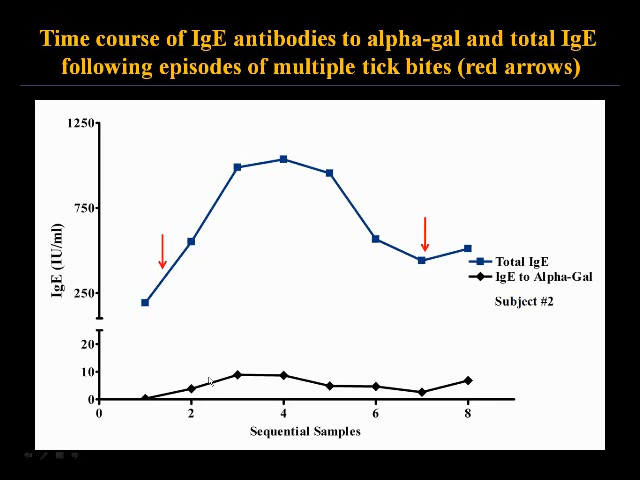 Time course of IgE antibodies to alpha-gal and total IgE
following episodes of multiple tick bites (red arrows)
1250
750
250
20
10
0
IgE (IU/ml)
Total IgE
IgE to Alpha-Gal
Subject #2
0 2 4 6 8
Sequential Samples